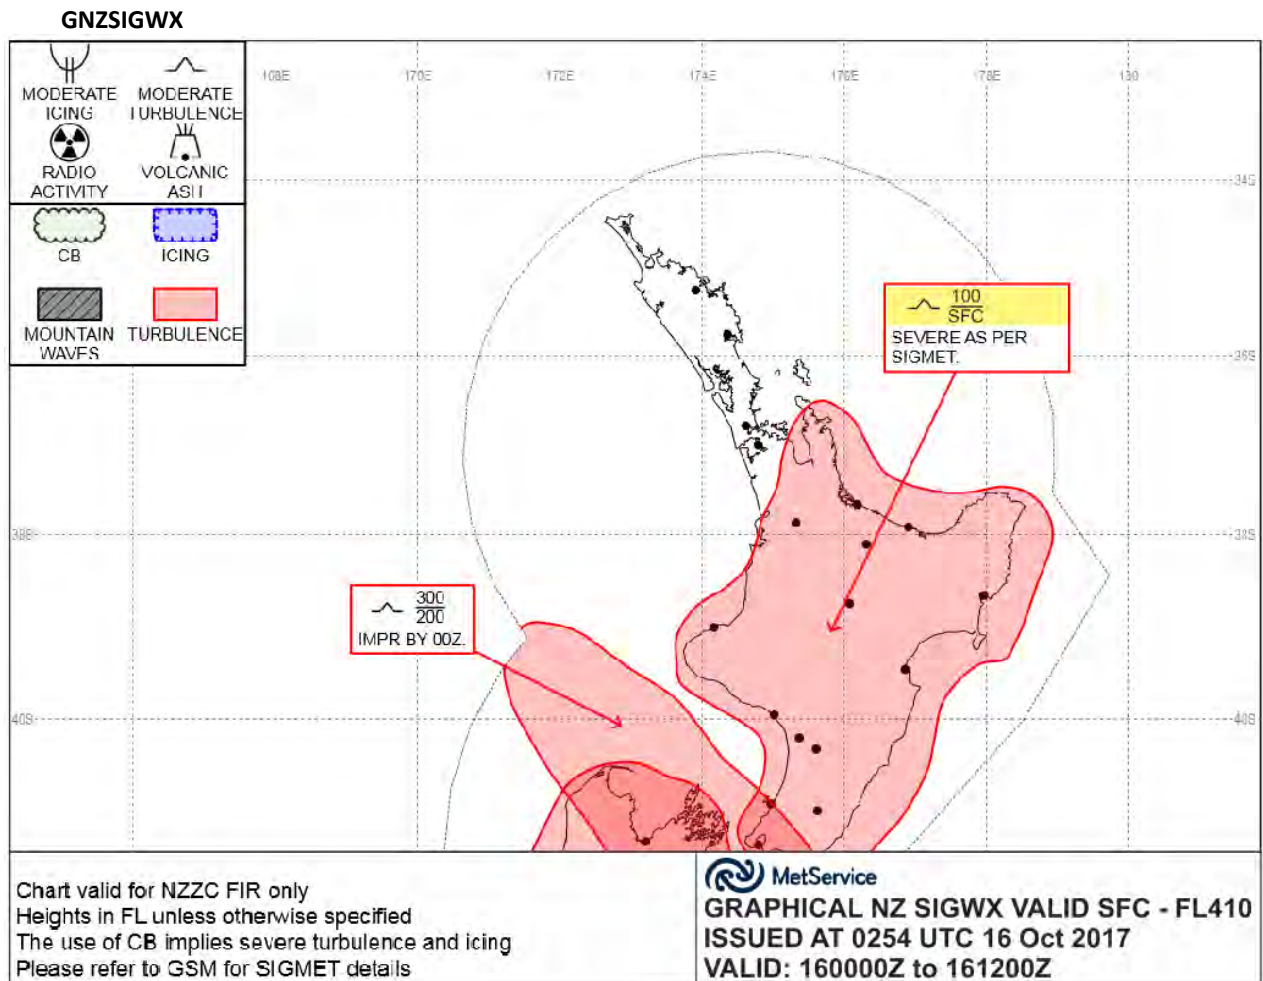 GNZSIGWX
MODERATE ICING
MODERATE TURBULENCE
RADIO ACTIVITY
VOLCANIC ASH
CB
ICING
MOUNTAIN WAVES
TURBULENCE
168E 170E 172E 174E 176E 178E 180
34S
36S
38S 38S
40S 40S
100
SFC
SEVERE AS PER
SIGMET.
300
200
IMPR BY 00Z.
Chart valid for NZZC FIR only
Heights in FL unless otherwise specified
The use of CB implies severe turbulence and icing
Please refer to GSM for SIGMET details
MetService
GRAPHICAL NZ SIGWX VALID SFC - FL410
ISSUED AT 0254 UTC 16 Oct 2017
VALID: 160000Z to 161200Z